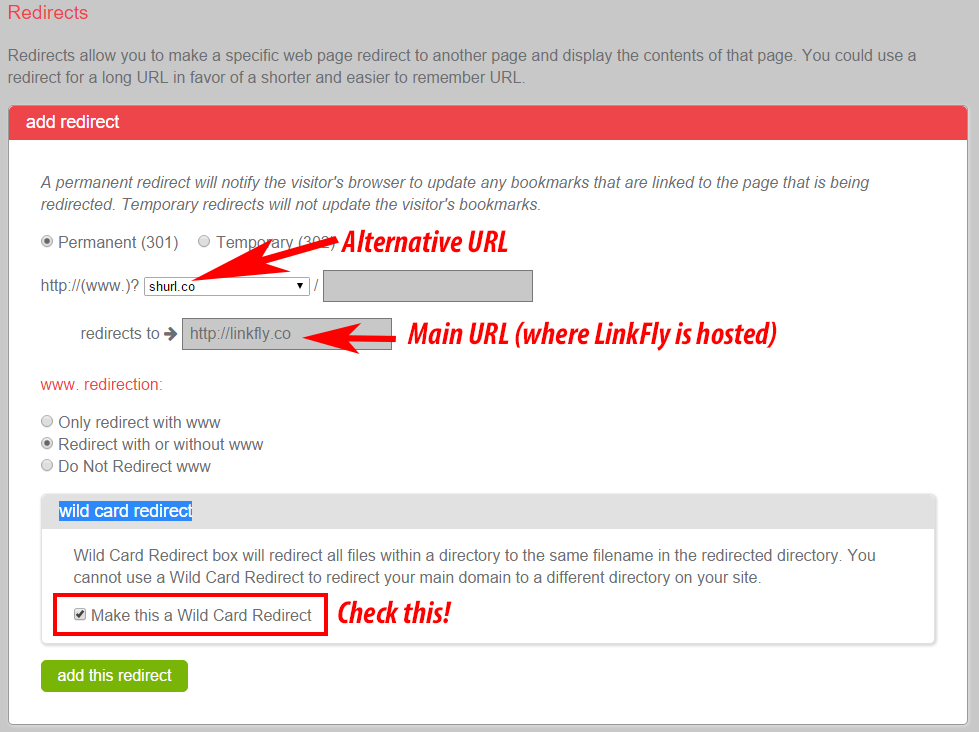 Redirects
Redirects allow you to make a specific web page redirect to another page and display the contents of that page. You could use a
redirect for a long URL in favor of a shorter and easier to remember URL.
add redirect
A permanent redirect will notify the visitor's browser to update any bookmarks that are linked to the page that is being
redirected. Temporary redirects will not update the visitor's bookmarks.
Permanent (301) Temporary (302) Alternative URL
http://(www.)? shurl.co /
redirects to → http://linkfly.co Main URL (where LinkFly is hosted)
www. redirection:
Only redirect with www
Redirect with or without www
Do Not Redirect www
wild card redirect
Wild Card Redirect box will redirect all files within a directory to the same filename in the redirected directory. You
cannot use a Wild Card Redirect to redirect your main domain to a different directory on your site.
Make this a Wild Card Redirect Check this!
add this redirect